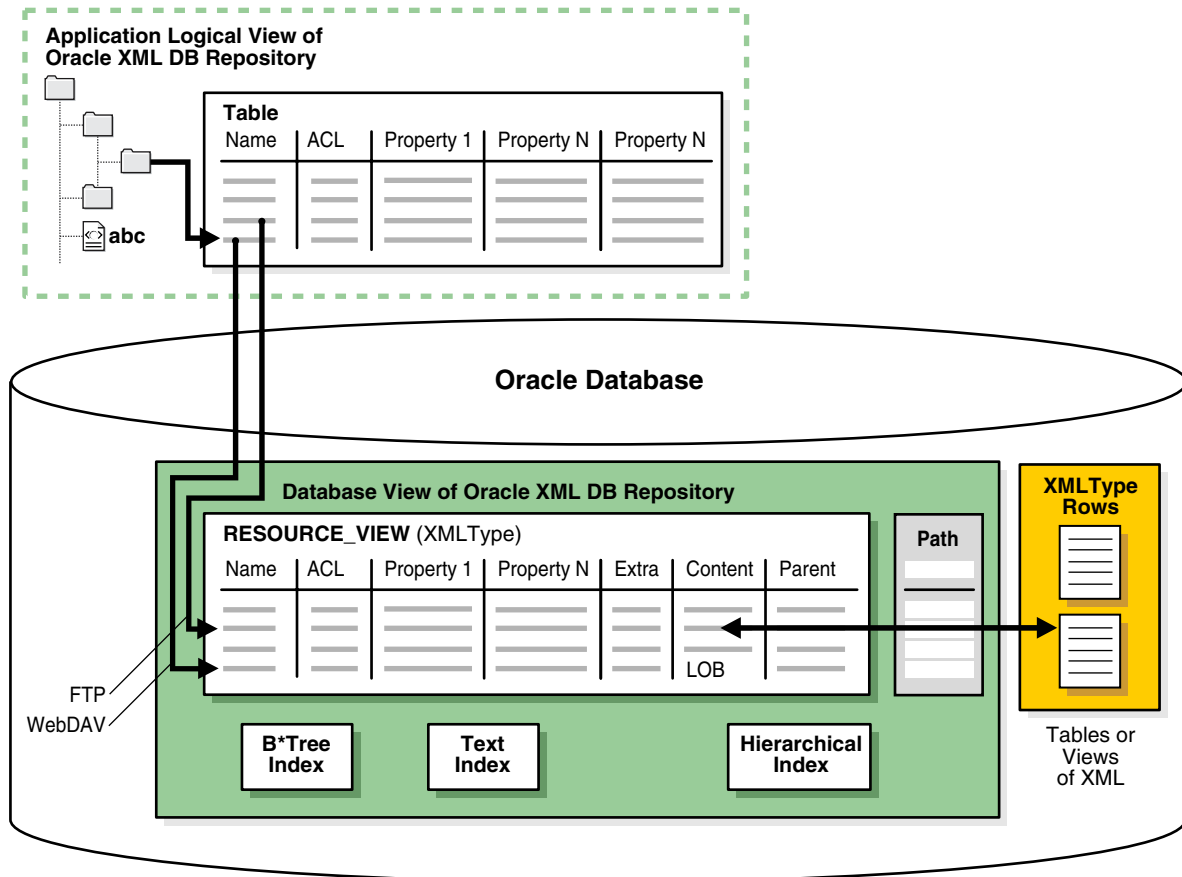 Application Logical View of
Oracle XML DB Repository
abc
Table
Name ACL Property 1 Property N Property N
Oracle Database
Database View of Oracle XML DB Repository
RESOURCE_VIEW (XMLType)
Name ACL Property 1 Property N Extra Content Parent
LOB
Path
XMLType
Rows
FTP
WebDAV
B*Tree
Index
Text
Index
Hierarchical
Index
Tables or
Views
of XML